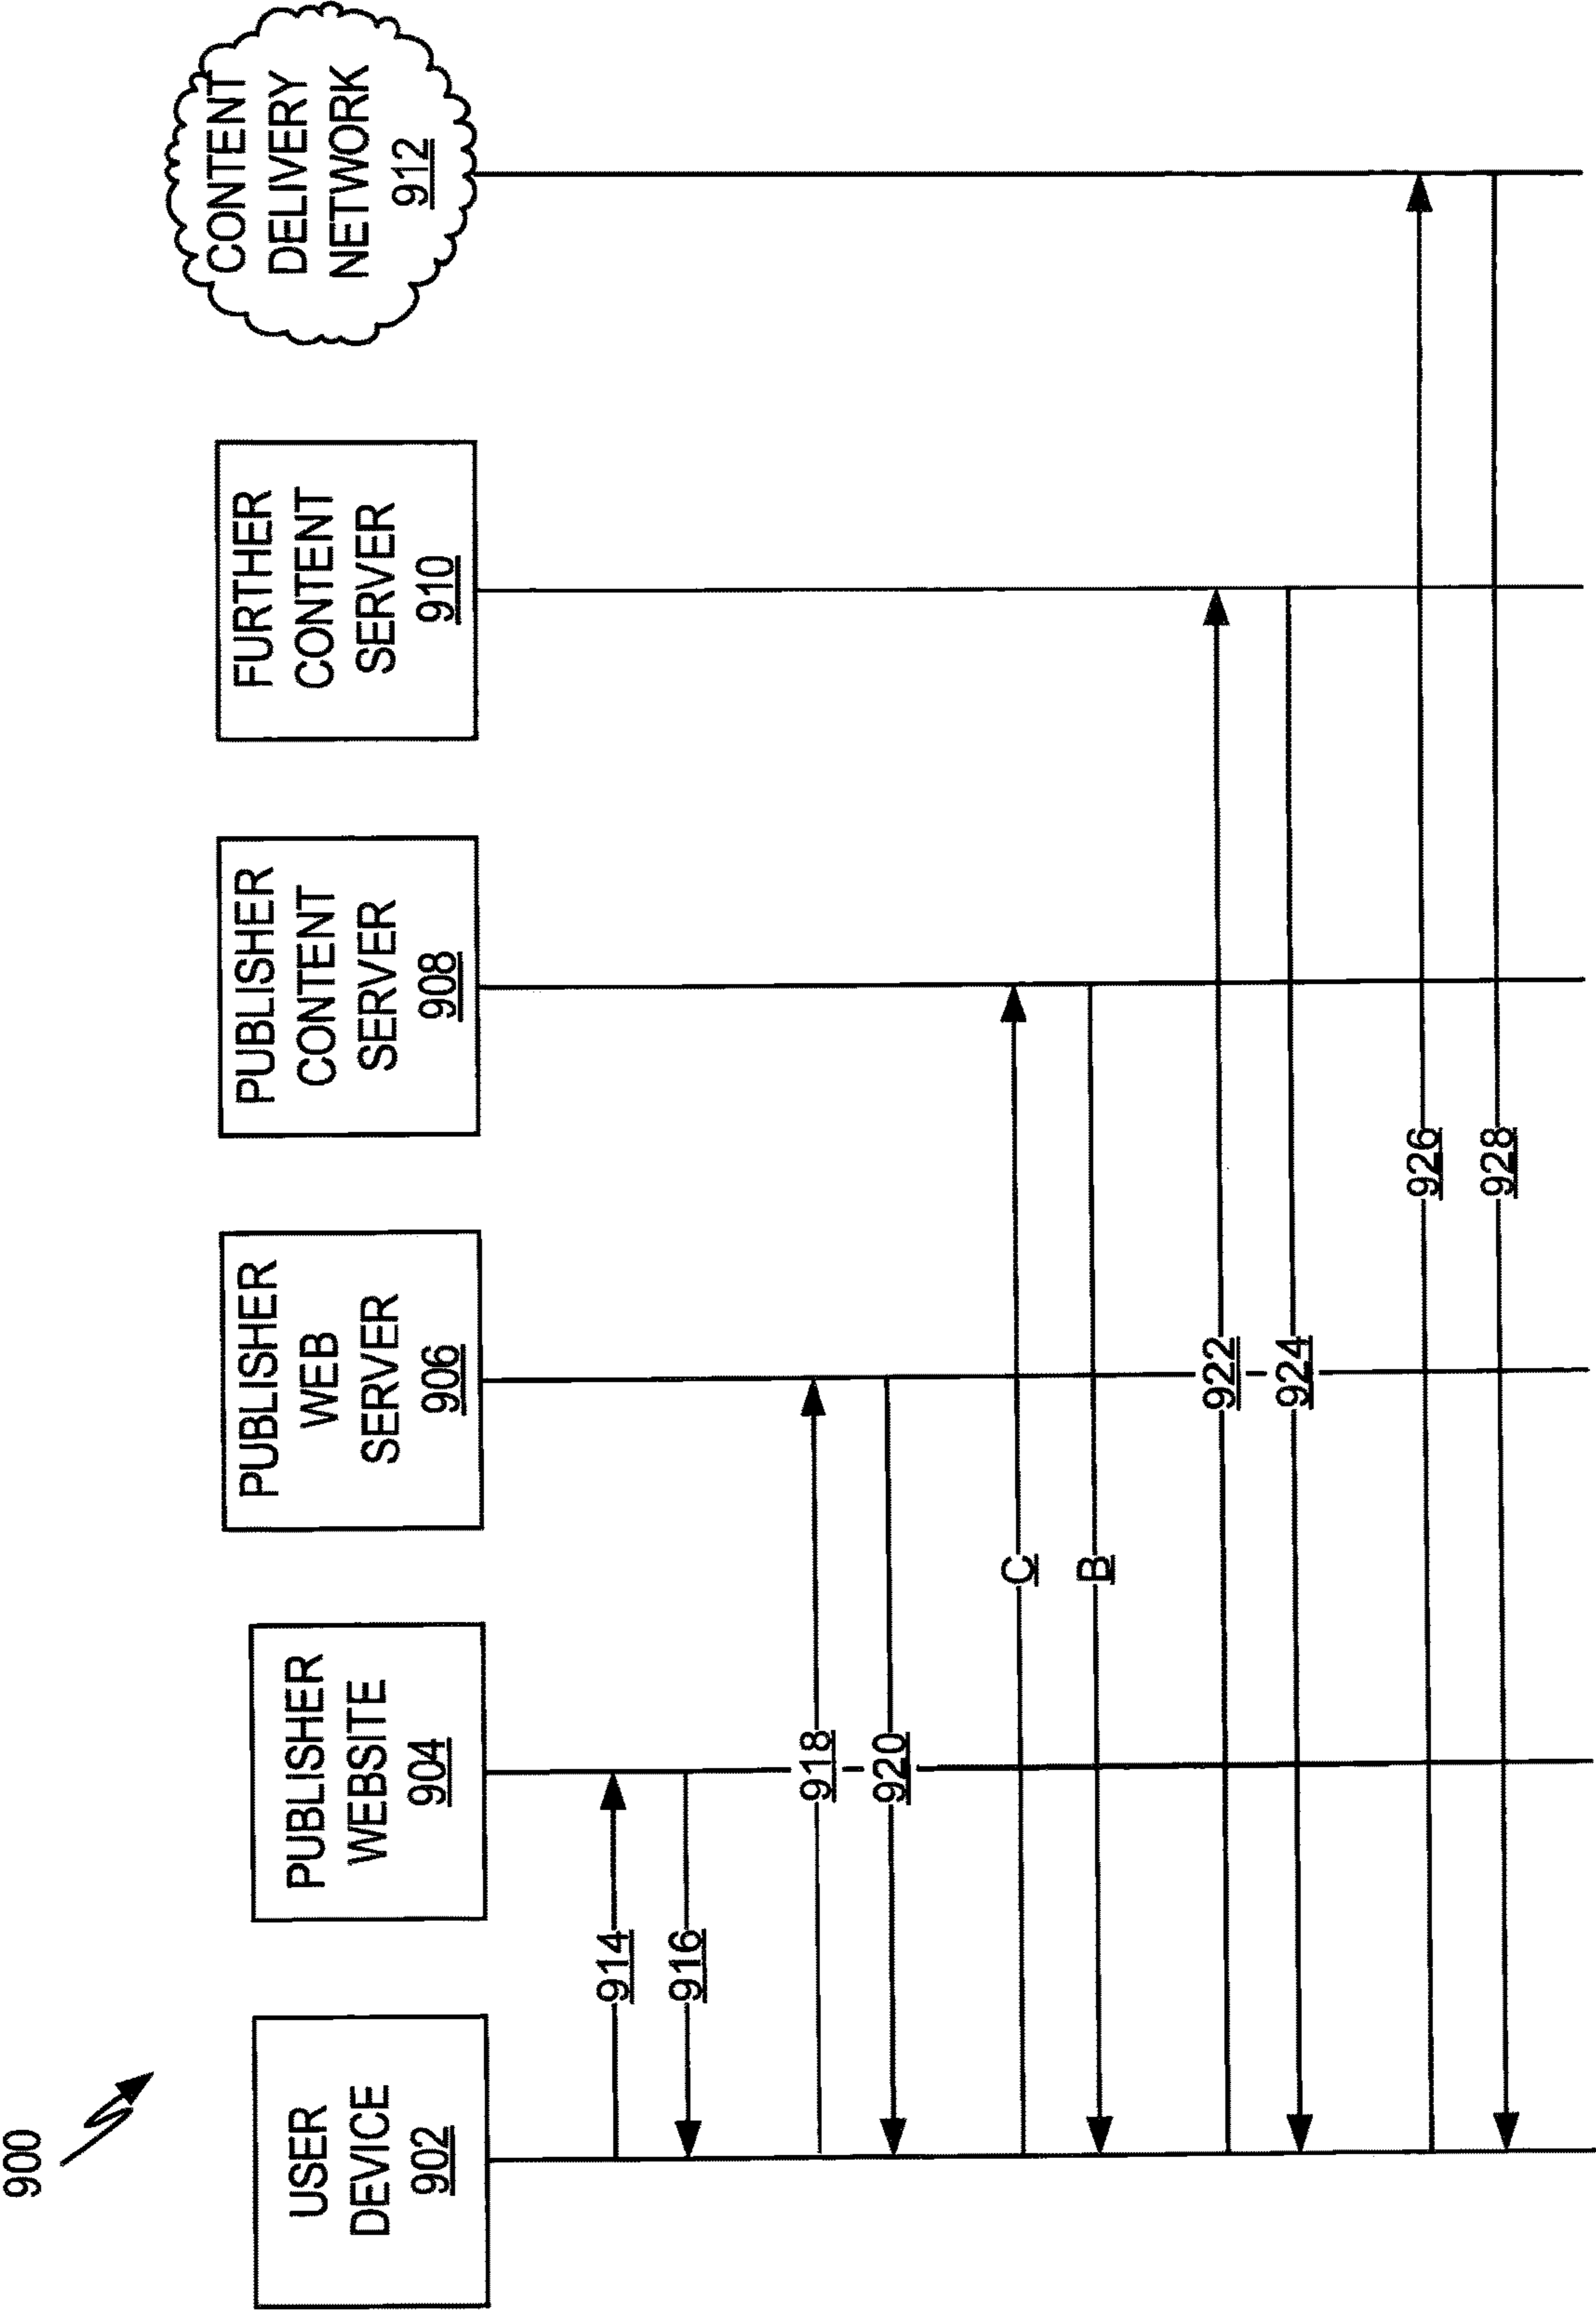 900
USER
DEVICE
902
PUBLISHER
WEBSITE
904
PUBLISHER
WEB
SERVER
906
PUBLISHER
CONTENT
SERVER
908
FURTHER
CONTENT
SERVER
910
CONTENT
DELIVERY
NETWORK
912
914
916
918
920
C
B
922
924
926
928